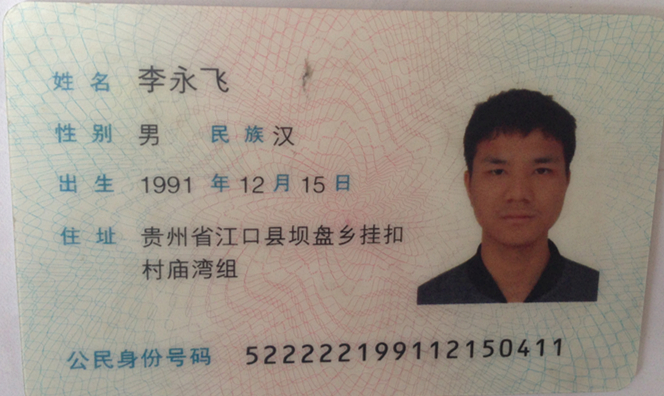 姓名 李永飞
性别 男 民族 汉
出生 1991 年 12 月 15 日
住址 贵州省江口县坝盘乡挂扣
村庙湾组
公民身份号码 522222199112150411